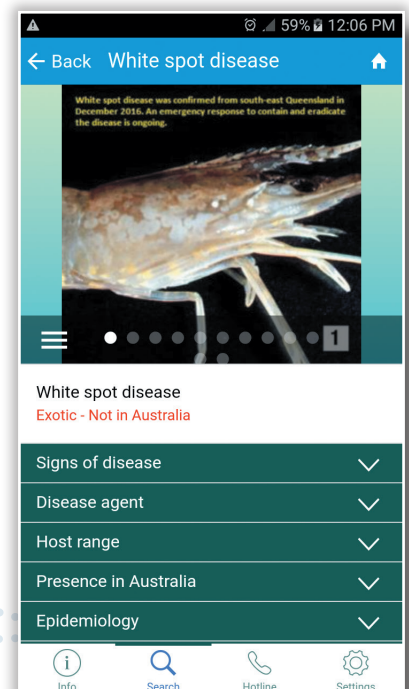 59% 12:06 PM
Back White spot disease
White spot disease was confirmed from south-east Queensland in
December 2016. An emergency response to contain and eradicate
the disease is ongoing.
1
White spot disease
Exotic - Not in Australia
Signs of disease
Disease agent
Host range
Presence in Australia
Epidemiology
Info Search Hotline Settings